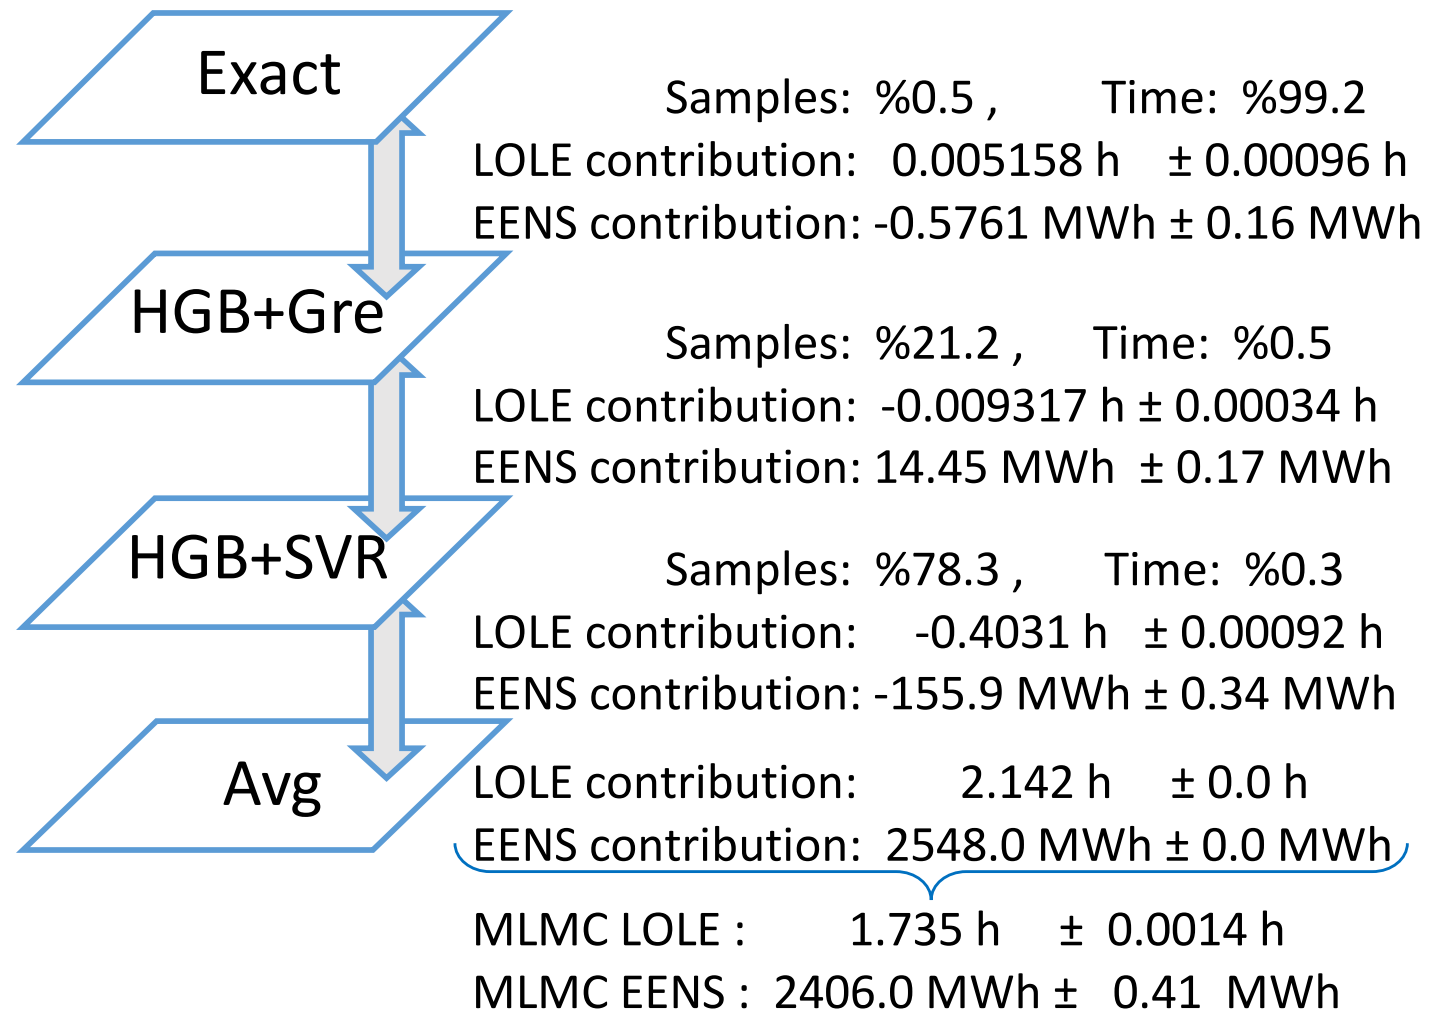 Exact
Samples: %0.5 , Time: %99.2
LOLE contribution: 0.005158 h ± 0.00096 h
EENS contribution: -0.5761 MWh ± 0.16 MWh
HGB+Gre
Samples: %21.2 , Time: %0.5
LOLE contribution: -0.009317 h ± 0.00034 h
EENS contribution: 14.45 MWh ± 0.17 MWh
HGB+SVR
Samples: %78.3 , Time: %0.3
LOLE contribution: -0.4031 h ± 0.00092 h
EENS contribution: -155.9 MWh ± 0.34 MWh
Avg
LOLE contribution: 2.142 h ± 0.0 h
EENS contribution: 2548.0 MWh ± 0.0 MWh
MLMC LOLE : 1.735 h ± 0.0014 h
MLMC EENS : 2406.0 MWh ± 0.41 MWh